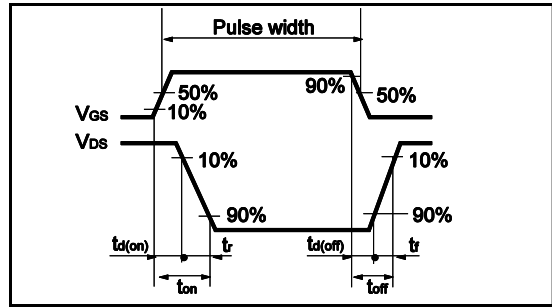 Pulse width
90%
50%
50%
10%
VGS
VDS
10%
10%
90%
90%
td(on)
tr
td(off)
tf
ton
toff